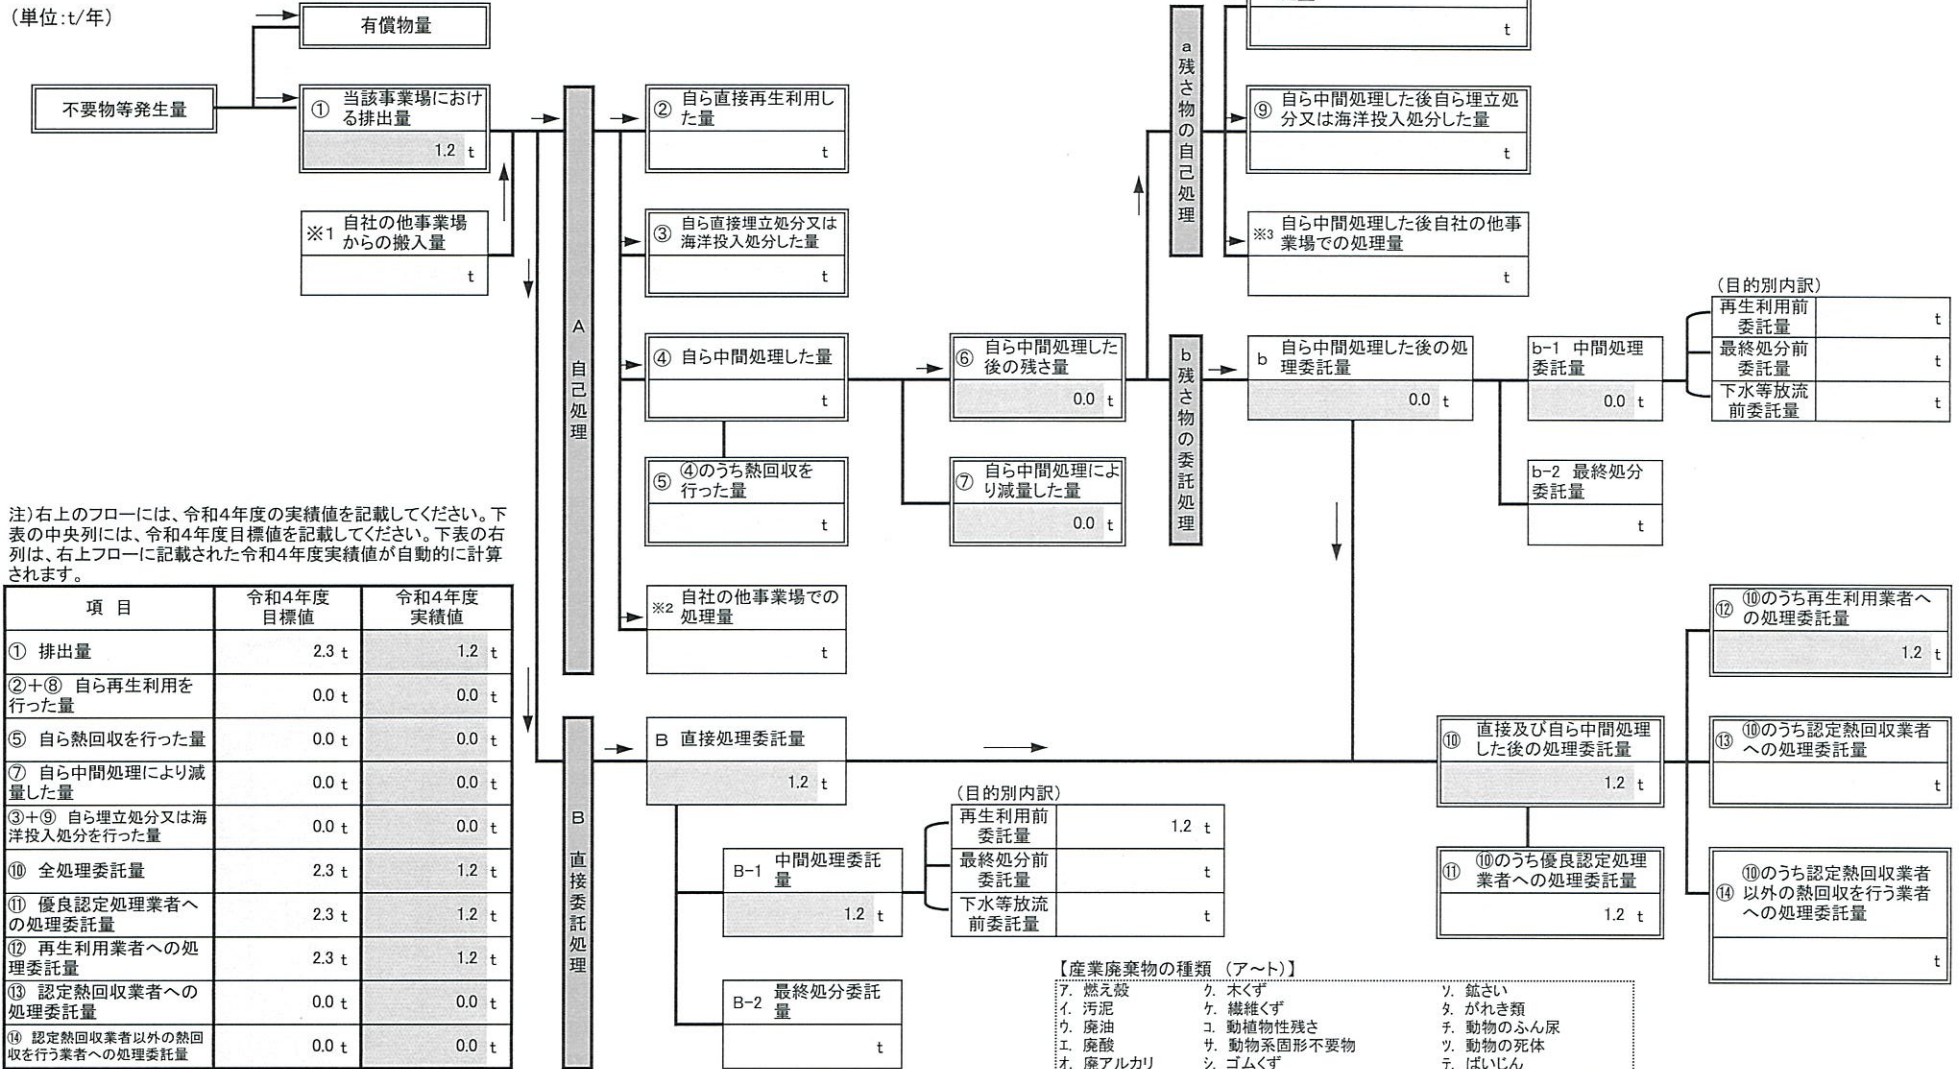 (単位:t/年)
有償物量
不要物等発生量
① 当該事業場におけ
る排出量
1.2 t
※1 自社の他事業場
からの搬入量
t
A 自己処理
② 自ら直接再生利用し
た量
t
③ 自ら直接埋立処分又は
海洋投入処分した量
t
④ 自ら中間処理した量
t
⑤ ④のうち熱回収を
行った量
t
※2 自社の他事業場での
処理量
t
⑥ 自ら中間処理した
後の残さ量
0.0 t
⑦ 自ら中間処理によ
り減量した量
0.0 t
a残さ物の自己処理
t
⑨ 自ら中間処理した後自ら埋立処
分又は海洋投入処分した量
t
※3 自ら中間処理した後自社の他事
業場での処理量
t
b残さ物の委託処理
b 自ら中間処理した後の処
理委託量
0.0 t
b-1 中間処理
委託量
0.0 t
(目的別内訳)
再生利用前
委託量
t
最終処分前
委託量
t
下水等放流
前委託量
t
b-2 最終処分
委託量
t
注)右上のフローには、令和4年度の実績値を記載してください。下
表の中央列には、令和4年度目標値を記載してください。下表の右
列は、右上フローに記載された令和4年度実績値が自動的に計算
されます。
項 目 令和4年度 令和4年度
目標値 実績値
① 排出量 2.3 t 1.2 t
②+⑧ 自ら再生利用を
行った量 0.0 t 0.0 t
⑤ 自ら熱回収を行った量 0.0 t 0.0 t
⑦ 自ら中間処理により減
量した量 0.0 t 0.0 t
③+⑨ 自ら埋立処分又は海
洋投入処分を行った量 0.0 t 0.0 t
⑩ 全処理委託量 2.3 t 1.2 t
⑪ 優良認定処理業者へ
の処理委託量 2.3 t 1.2 t
⑫ 再生利用業者への処
理委託量 2.3 t 1.2 t
⑬ 認定熱回収業者への
処理委託量 0.0 t 0.0 t
⑭ 認定熱回収業者以外の熱回
収を行う業者への処理委託量 0.0 t 0.0 t
B 直接委託処理
B 直接処理委託量
1.2 t
B-1 中間処理委託
量
1.2 t
(目的別内訳)
再生利用前
委託量
1.2 t
最終処分前
委託量
t
下水等放流
前委託量
t
B-2 最終処分委託
量
t
⑩ 直接及び自ら中間処理
した後の処理委託量
1.2 t
⑪ ⑩のうち優良認定処理
業者への処理委託量
1.2 t
⑫ ⑩のうち再生利用業者へ
の処理委託量
1.2 t
⑬ ⑩のうち認定熱回収業者
への処理委託量
t
⑭ ⑩のうち認定熱回収業者
以外の熱回収を行う業者
への処理委託量
t
【産業廃棄物の種類 (ア~ト)】
ア. 燃え殻 ク. 木くず ソ. 鉱さい
イ. 汚泥 ケ. 繊維くず タ. がれき類
ウ. 廃油 コ. 動植物性残さ チ. 動物のふん尿
エ. 廃酸 サ. 動物系固形不要物 ツ. 動物の死体
オ. 廃アルカリ シ. ゴムくず テ. ばいじん